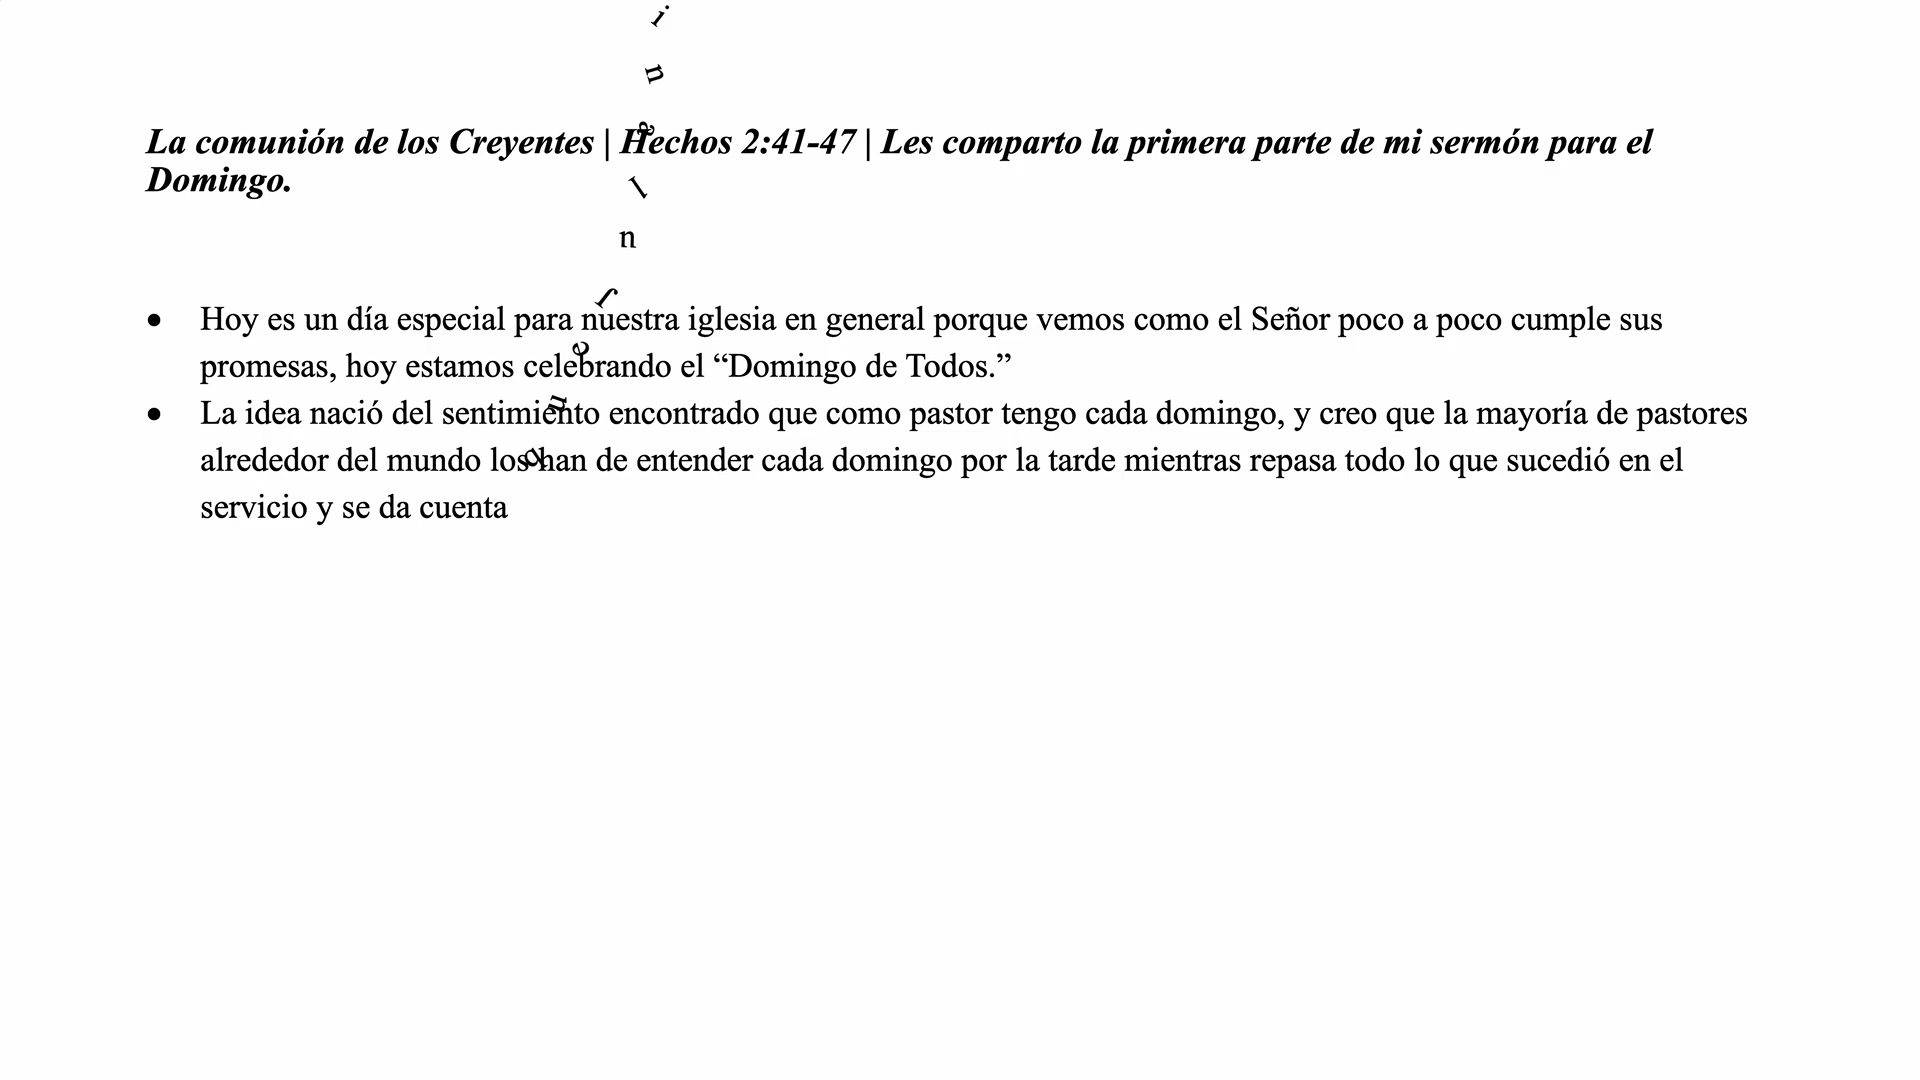 La comunión de los Creyentes | Hechos 2:41-47 | Les comparto la primera parte de mi sermón para el
Domingo.
• Hoy es un día especial para nuestra iglesia en general porque vemos como el Señor poco a poco cumple sus
promesas, hoy estamos celebrando el “Domingo de Todos.”
• La idea nació del sentimiento encontrado que como pastor tengo cada domingo, y creo que la mayoría de pastores
alrededor del mundo los han de entender cada domingo por la tarde mientras repasa todo lo que sucedió en el
servicio y se da cuenta